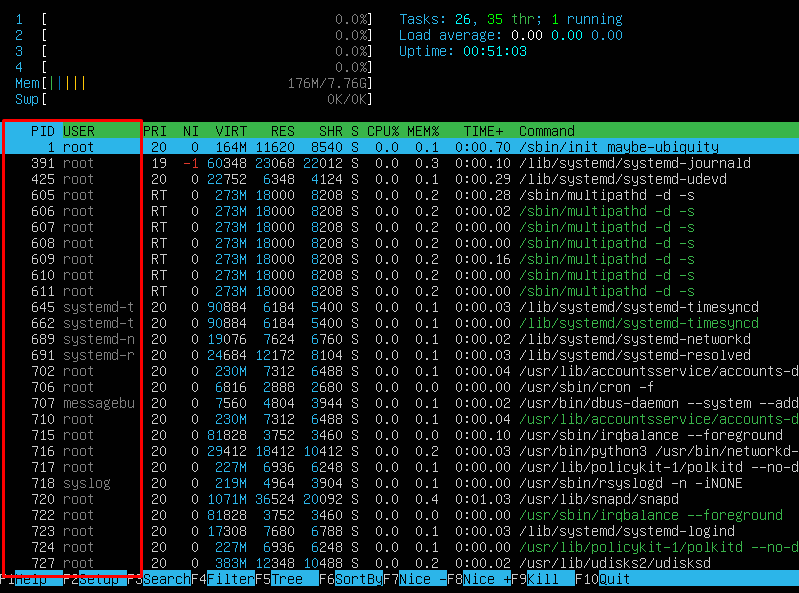 1 [ 0.0%] Tasks: 26, 35 thr; 1 running
2 [ 0.0%] Load average: 0.00 0.00 0.00
3 [ 0.0%] Uptime: 00:51:03
4 [ 0.0%]
Mem[||||| 176M/7.76G]
Swp[ 0K/0K]
PID USER PRI NI VIRT RES SHR S CPU% MEM% TIME+ Command
1 root 20 0 164M 11620 8540 S 0.0 0.1 0:00.70 /sbin/init maybe-ubiquity
391 root 19 -1 60348 23068 22012 S 0.0 0.3 0:00.10 /lib/systemd/systemd-journald
425 root 20 0 22752 6348 4124 S 0.0 0.1 0:00.29 /lib/systemd/systemd-udevd
605 root RT 0 273M 18000 8208 S 0.0 0.2 0:00.28 /sbin/multipathd -d -s
606 root RT 0 273M 18000 8208 S 0.0 0.2 0:00.02 /sbin/multipathd -d -s
607 root RT 0 273M 18000 8208 S 0.0 0.2 0:00.00 /sbin/multipathd -d -s
608 root RT 0 273M 18000 8208 S 0.0 0.2 0:00.00 /sbin/multipathd -d -s
609 root RT 0 273M 18000 8208 S 0.0 0.2 0:00.16 /sbin/multipathd -d -s
610 root RT 0 273M 18000 8208 S 0.0 0.2 0:00.00 /sbin/multipathd -d -s
611 root RT 0 273M 18000 8208 S 0.0 0.2 0:00.00 /sbin/multipathd -d -s
645 systemd-t 20 0 90884 6184 5400 S 0.0 0.1 0:00.03 /lib/systemd/systemd-timesyncd
662 systemd-t 20 0 90884 6184 5400 S 0.0 0.1 0:00.00 /lib/systemd/systemd-timesyncd
689 systemd-n 20 0 19076 7624 6760 S 0.0 0.1 0:00.02 /lib/systemd/systemd-networkd
691 systemd-r 20 0 24684 12172 8104 S 0.0 0.1 0:00.03 /lib/systemd/systemd-resolved
702 root 20 0 230M 7312 6488 S 0.0 0.1 0:00.04 /usr/lib/accountsservice/accounts-d
706 root 20 0 6816 2888 2680 S 0.0 0.0 0:00.00 /usr/sbin/cron -f
707 messagebu 20 0 7560 4804 3944 S 0.0 0.1 0:00.02 /usr/bin/dbus-daemon --system --add
710 root 20 0 230M 7312 6488 S 0.0 0.1 0:00.04 /usr/lib/accountsservice/accounts-d
715 root 20 0 81828 3752 3460 S 0.0 0.0 0:00.10 /usr/sbin/irqbalance --foreground
716 root 20 0 29412 18412 10412 S 0.0 0.2 0:00.03 /usr/bin/python3 /usr/bin/networkd-
717 root 20 0 227M 6936 6248 S 0.0 0.1 0:00.00 /usr/lib/policykit-1/polkitd --no-d
718 syslog 20 0 219M 4964 3904 S 0.0 0.1 0:00.00 /usr/sbin/rsyslogd -n -iNONE
720 root 20 0 1071M 36524 20092 S 0.0 0.4 0:01.03 /usr/lib/snapd/snapd
722 root 20 0 81828 3752 3460 S 0.0 0.0 0:00.00 /usr/sbin/irqbalance --foreground
723 root 20 0 17308 7680 6788 S 0.0 0.1 0:00.03 /lib/systemd/systemd-logind
724 root 20 0 227M 6936 6248 S 0.0 0.1 0:00.00 /usr/lib/policykit-1/polkitd --no-d
727 root 20 0 383M 12348 10348 S 0.0 0.2 0:00.02 /usr/lib/udisks2/udisksd
F1Help F2Setup F3SearchF4FilterF5Tree F6SortByF7Nice -F8Nice +F9Kill F10Quit